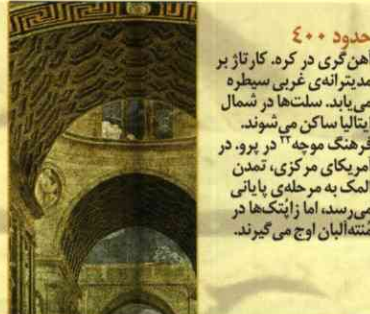 حدود ۴۰۰
آهن گری در کره. کارتاژ بر
مدیترانه‌ی غربی سیطره
می‌یابد. سلت‌ها در شمال
ایتالیا ساکن می‌شوند.
فرهنگ موچه۲۳ در پرو. در
آمریکای مرکزی، تمدن
المک به مرحله‌ی پایانی
می‌رسد، اما زاپُتک‌ها در
مُنته‌آلبان اوج می‌گیرند.